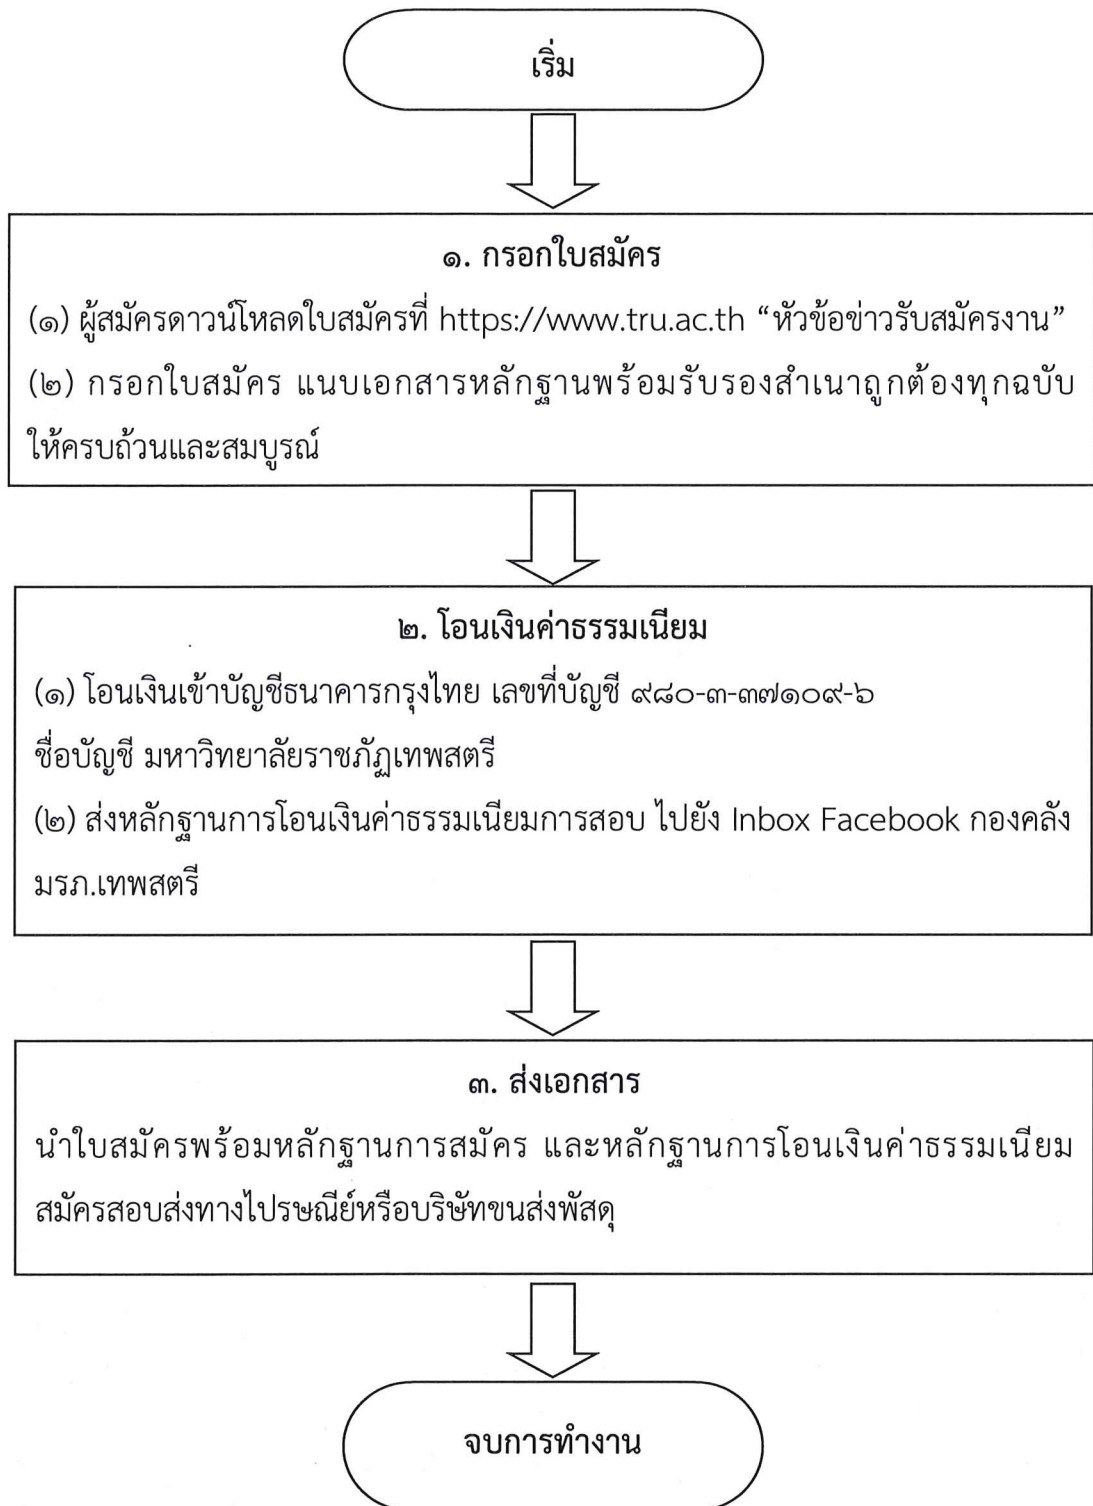 เริ่ม
๑. กรอกใบสมัคร
(๑) ผู้สมัครดาวน์โหลดใบสมัครที่ https://www.tru.ac.th “หัวข้อข่าวรับสมัครงาน”
(๒) กรอกใบสมัคร แนบเอกสารหลักฐานพร้อมรับรองสำเนาถูกต้องทุกฉบับ
ให้ครบถ้วนและสมบูรณ์
๒. โอนเงินค่าธรรมเนียม
(๑) โอนเงินเข้าบัญชีธนาคารกรุงไทย เลขที่บัญชี ๙๘๐-๓-๓๗๑๐๙-๖
ชื่อบัญชี มหาวิทยาลัยราชภัฏเทพสตรี
(๒) ส่งหลักฐานการโอนเงินค่าธรรมเนียมการสอบ ไปยัง Inbox Facebook กองคลัง
มรภ.เทพสตรี
๓. ส่งเอกสาร
นำใบสมัครพร้อมหลักฐานการสมัคร และหลักฐานการโอนเงินค่าธรรมเนียม
สมัครสอบส่งทางไปรษณีย์หรือบริษัทขนส่งพัสดุ
จบการทำงาน